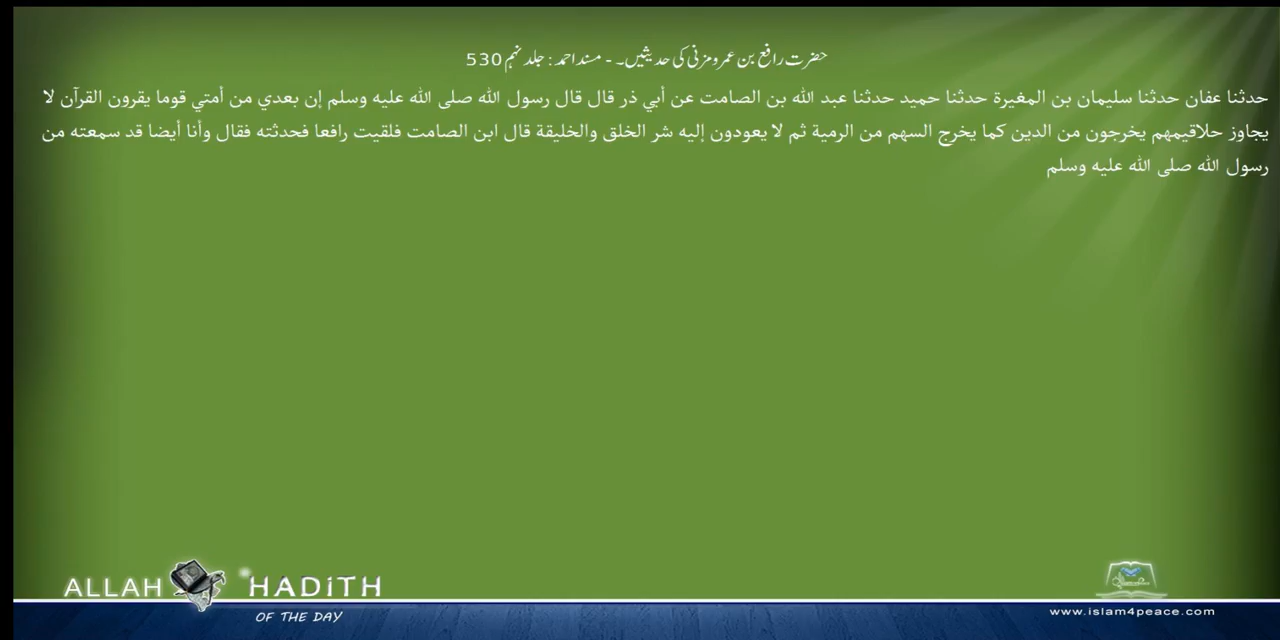 حضرت رافع بن عمرو مزنی کی حدیثیں۔ - مسند احمد : جلد نہم 530
حدثنا عفان حدثنا سليمان بن المغيرة حدثنا حميد حدثنا عبد الله بن الصامت عن أبي ذر قال قال رسول الله صلى الله عليه وسلم إن بعدي من أمتي قوما يقرون القرآن لا
يجاوز حلاقيمهم يخرجون من الدين كما يخرج السهم من الرمية ثم لا يعودون إليه شر الخلق والخليقة قال ابن الصامت فلقيت رافعا فحدثته فقال وأنا أيضا قد سمعته من
رسول الله صلى الله عليه وسلم
ALLAH HADITH
OF THE DAY
www.islam4peace.com